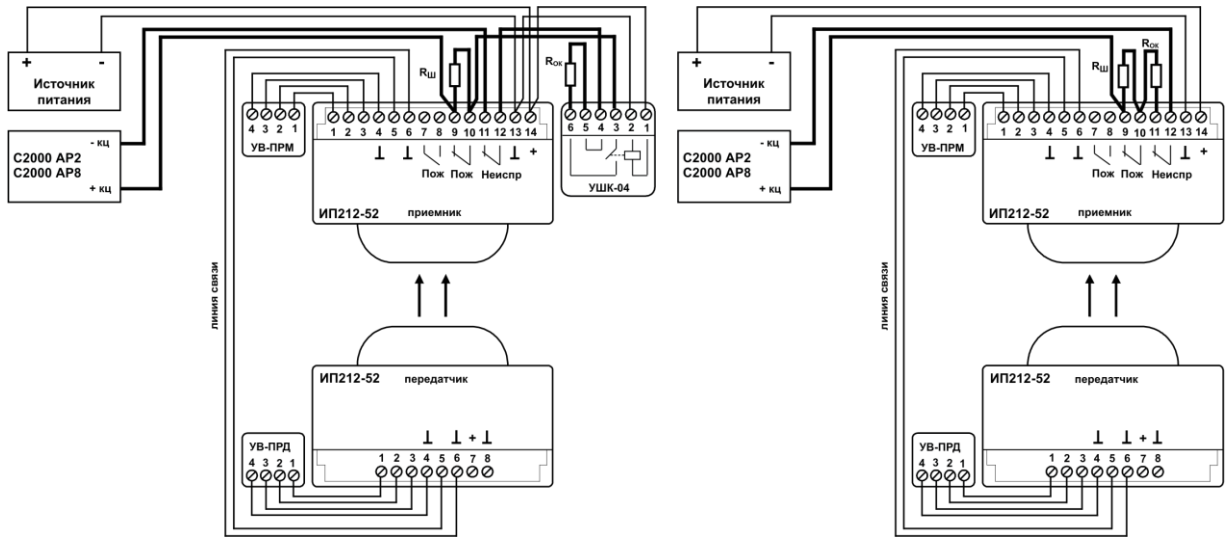 + -
Источник
питания
Rш
Rок
4 3 2 1
УВ-ПРМ
1 2 3 4 5 6 7 8 9 10 11 12 13 14
⊥ ⊥ ⊥ +
Пож Пож Неиспр
6 5 4 3 2 1
УШК-04
- кц
С2000 АР2
С2000 АР8
+ кц
ИП212-52 приемник
линия связи
ИП212-52 передатчик
⊥ ⊥ + ⊥
УВ-ПРД
4 3 2 1
1 2 3 4 5 6 7 8
+ -
Источник
питания
Rш
Rок
4 3 2 1
УВ-ПРМ
1 2 3 4 5 6 7 8 9 10 11 12 13 14
⊥ ⊥ ⊥ +
Пож Пож Неиспр
- кц
С2000 АР2
С2000 АР8
+ кц
ИП212-52 приемник
линия связи
ИП212-52 передатчик
⊥ ⊥ + ⊥
УВ-ПРД
4 3 2 1
1 2 3 4 5 6 7 8